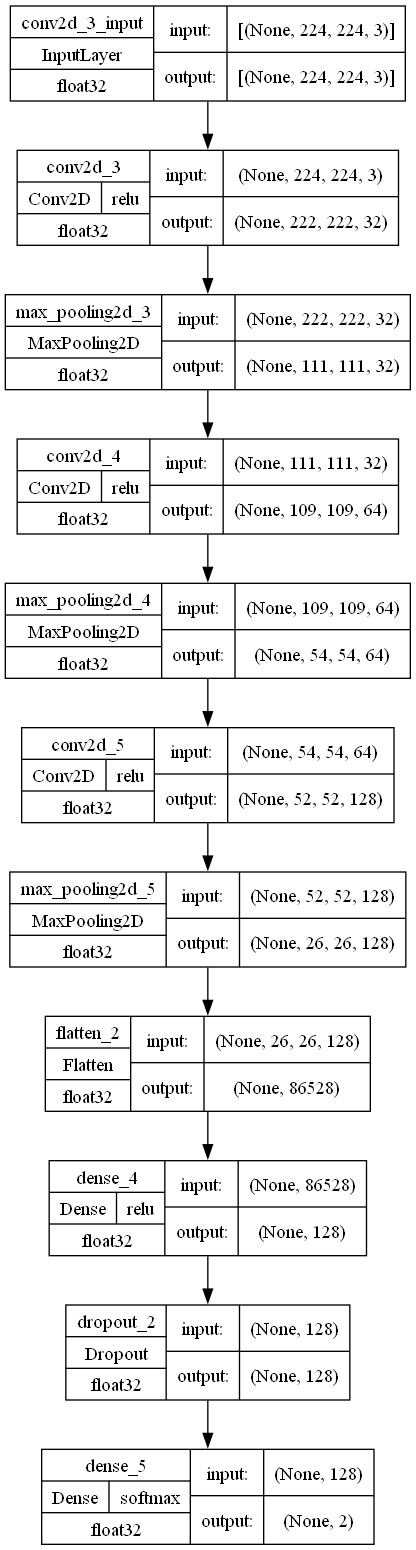 conv2d_3_input input: [(None, 224, 224, 3)]
InputLayer
float32 output: [(None, 224, 224, 3)]
conv2d_3 input: (None, 224, 224, 3)
Conv2D relu
float32 output: (None, 222, 222, 32)
max_pooling2d_3 input: (None, 222, 222, 32)
MaxPooling2D
float32 output: (None, 111, 111, 32)
conv2d_4 input: (None, 111, 111, 32)
Conv2D relu
float32 output: (None, 109, 109, 64)
max_pooling2d_4 input: (None, 109, 109, 64)
MaxPooling2D
float32 output: (None, 54, 54, 64)
conv2d_5 input: (None, 54, 54, 64)
Conv2D relu
float32 output: (None, 52, 52, 128)
max_pooling2d_5 input: (None, 52, 52, 128)
MaxPooling2D
float32 output: (None, 26, 26, 128)
flatten_2 input: (None, 26, 26, 128)
Flatten
float32 output: (None, 86528)
dense_4 input: (None, 86528)
Dense relu
float32 output: (None, 128)
dropout_2 input: (None, 128)
Dropout
float32 output: (None, 128)
dense_5 input: (None, 128)
Dense softmax
float32 output: (None, 2)